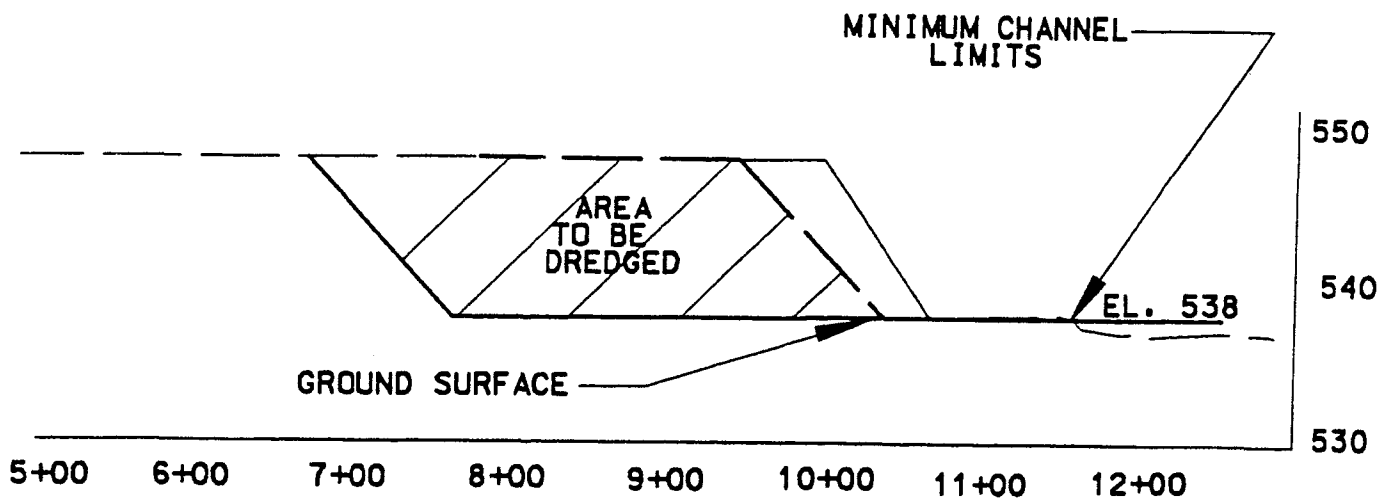 MINIMUM CHANNEL
LIMITS
550
AREA
TO BE
DREDGED
540
EL. 538
GROUND SURFACE
530
5+00 6+00 7+00 8+00 9+00 10+00 11+00 12+00